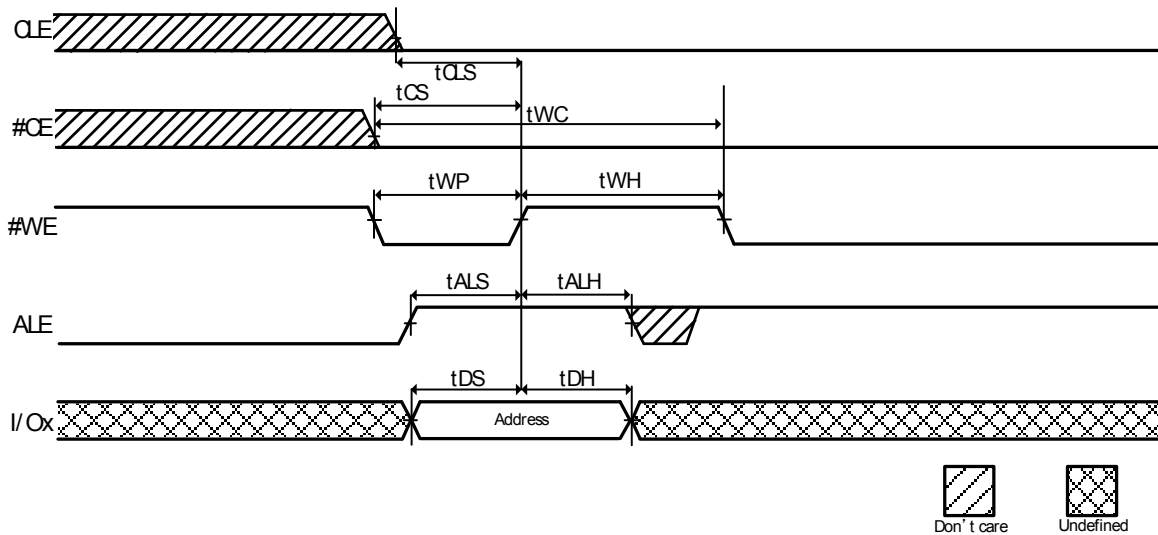 CLE
tCLS
tCS
tWC
#CE
tWP
tWH
#WE
tALS
tALH
ALE
tDS
tDH
I/Ox
Address
Don't care
Undefined